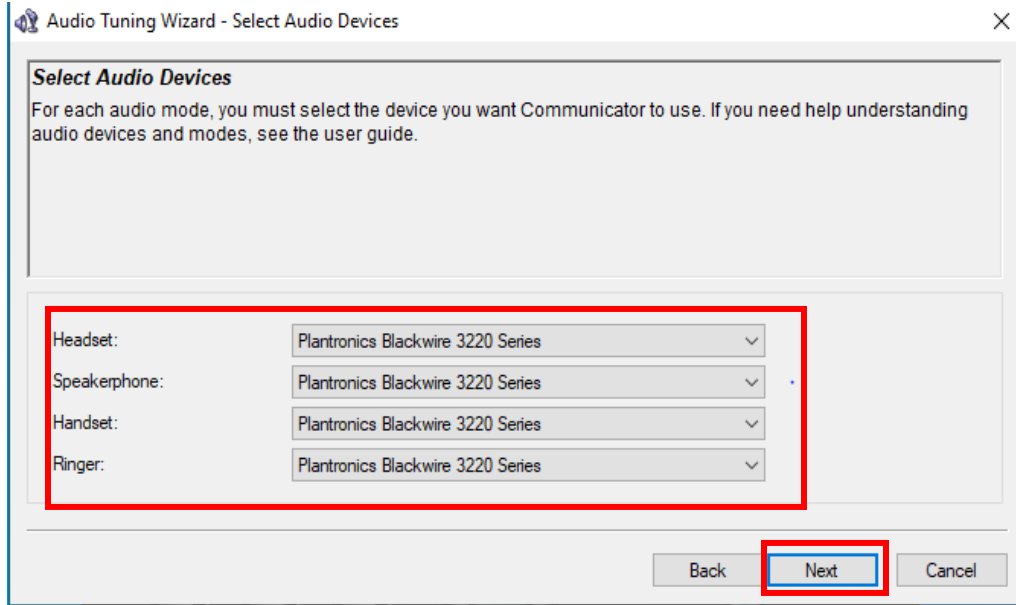 Audio Tuning Wizard - Select Audio Devices
Select Audio Devices
For each audio mode, you must select the device you want Communicator to use. If you need help understanding
audio devices and modes, see the user guide.
Headset: Plantronics Blackwire 3220 Series
Speakerphone: Plantronics Blackwire 3220 Series
Handset: Plantronics Blackwire 3220 Series
Ringer: Plantronics Blackwire 3220 Series
Back Next Cancel